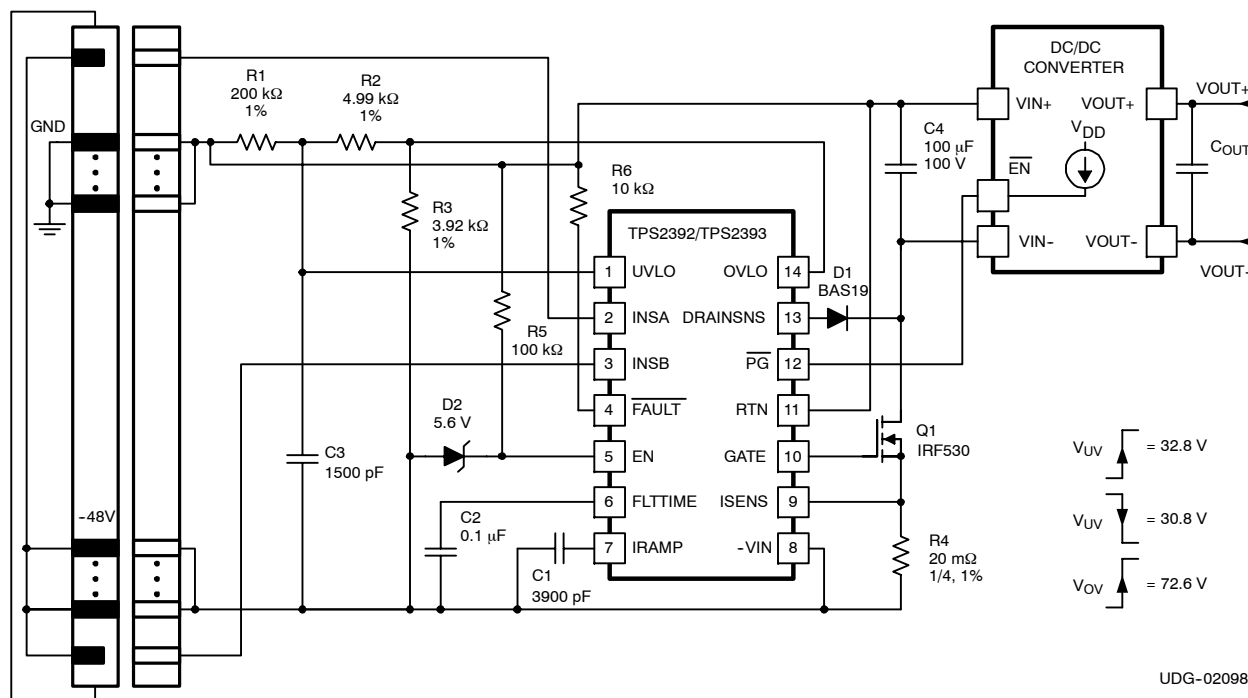 DC/DC
CONVERTER
VIN+
VOUT+
VOUT+
VDD
EN
COUT
VIN-
VOUT-
VOUT-
GND
R1
200 kΩ
1%
R2
4.99 kΩ
1%
C4
100 µF
100 V
R6
10 kΩ
R3
3.92 kΩ
1%
TPS2392/TPS2393
1 UVLO OVLO 14
D1
BAS19
2 INSA DRAINSNS 13
R5
100 kΩ
3 INSB PG 12
D2
5.6 V
4 FAULT RTN 11
Q1
IRF530
5 EN GATE 10
C3
1500 pF
6 FLTTIME ISENS 9
-48V
C2
0.1 µF
7 IRAMP -VIN 8
R4
20 mΩ
1/4, 1%
C1
3900 pF
VUV = 32.8 V
VUV = 30.8 V
VOV = 72.6 V
UDG-02098